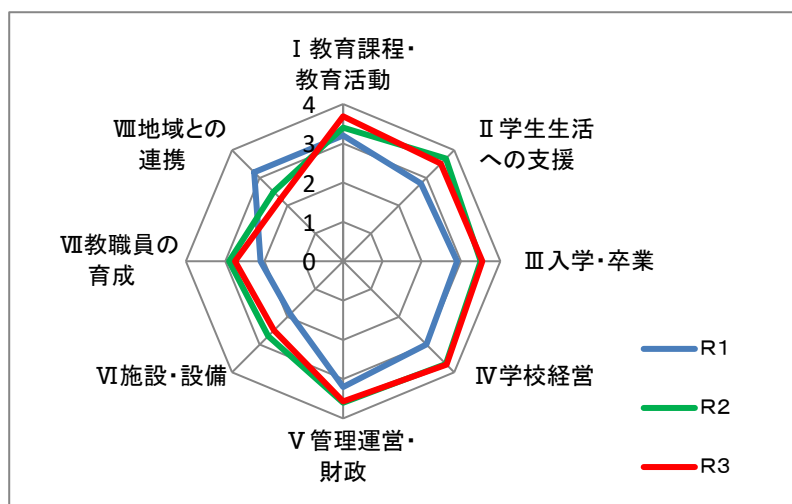 Ⅰ教育課程・
教育活動
Ⅱ学生生活
への支援
Ⅲ入学・卒業
Ⅳ学校経営
Ⅴ管理運営・
財政
Ⅵ施設・設備
Ⅶ教職員の
育成
Ⅷ地域との
連携
4
3
2
1
0
R1
R2
R3